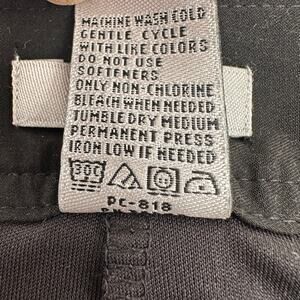 MACHINE WASH COLD
GENTLE CYCLE
WITH LIKE COLORS
DO NOT USE
SOFTENERS
ONLY NON-CHLORINE
BLEACH WHEN NEEDED
TUMBLE DRY MEDIUM
PERMANENT PRESS
IRON LOW IF NEEDED
30C
PC-818